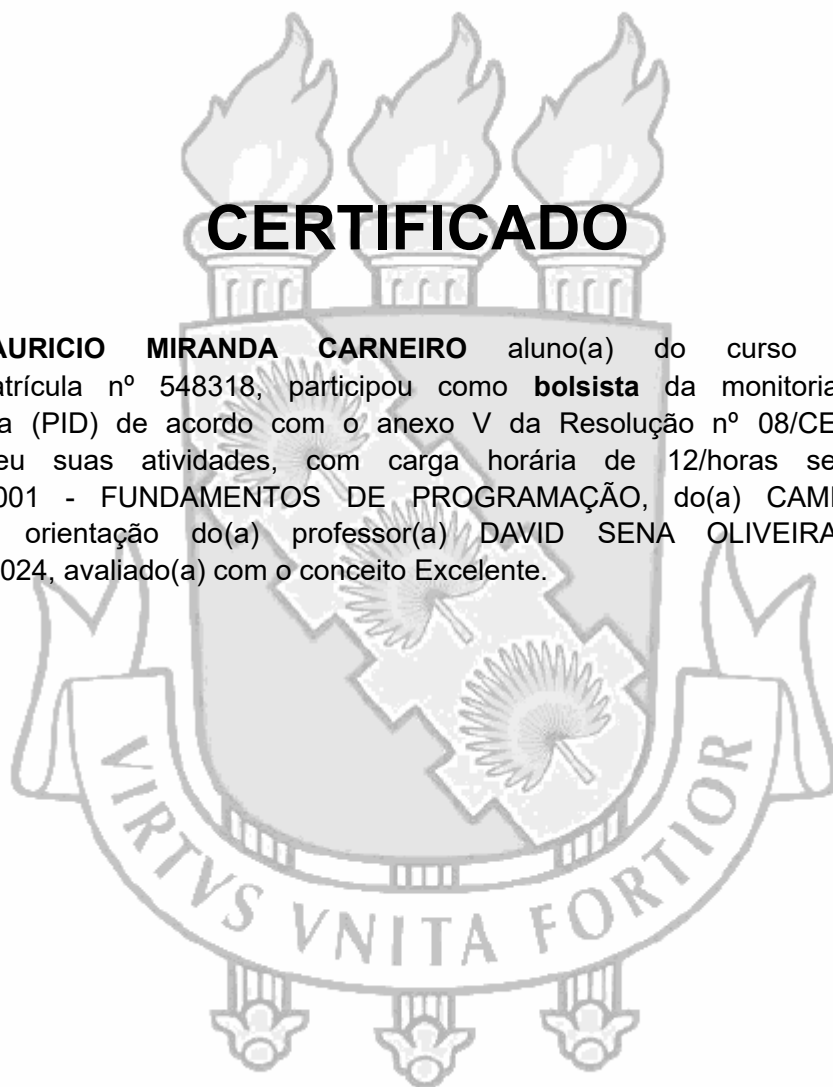 CERTIFICADO
AURICIO MIRANDA CARNEIRO aluno(a) do curso
atrícula nº 548318, participou como bolsista da monitoria
a (PID) de acordo com o anexo V da Resolução nº 08/CE
eu suas atividades, com carga horária de 12/horas se
001 - FUNDAMENTOS DE PROGRAMAÇÃO, do(a) CAM
orientação do(a) professor(a) DAVID SENA OLIVEIRA
024, avaliado(a) com o conceito Excelente.
VIRTVS VNITA FORTIOR